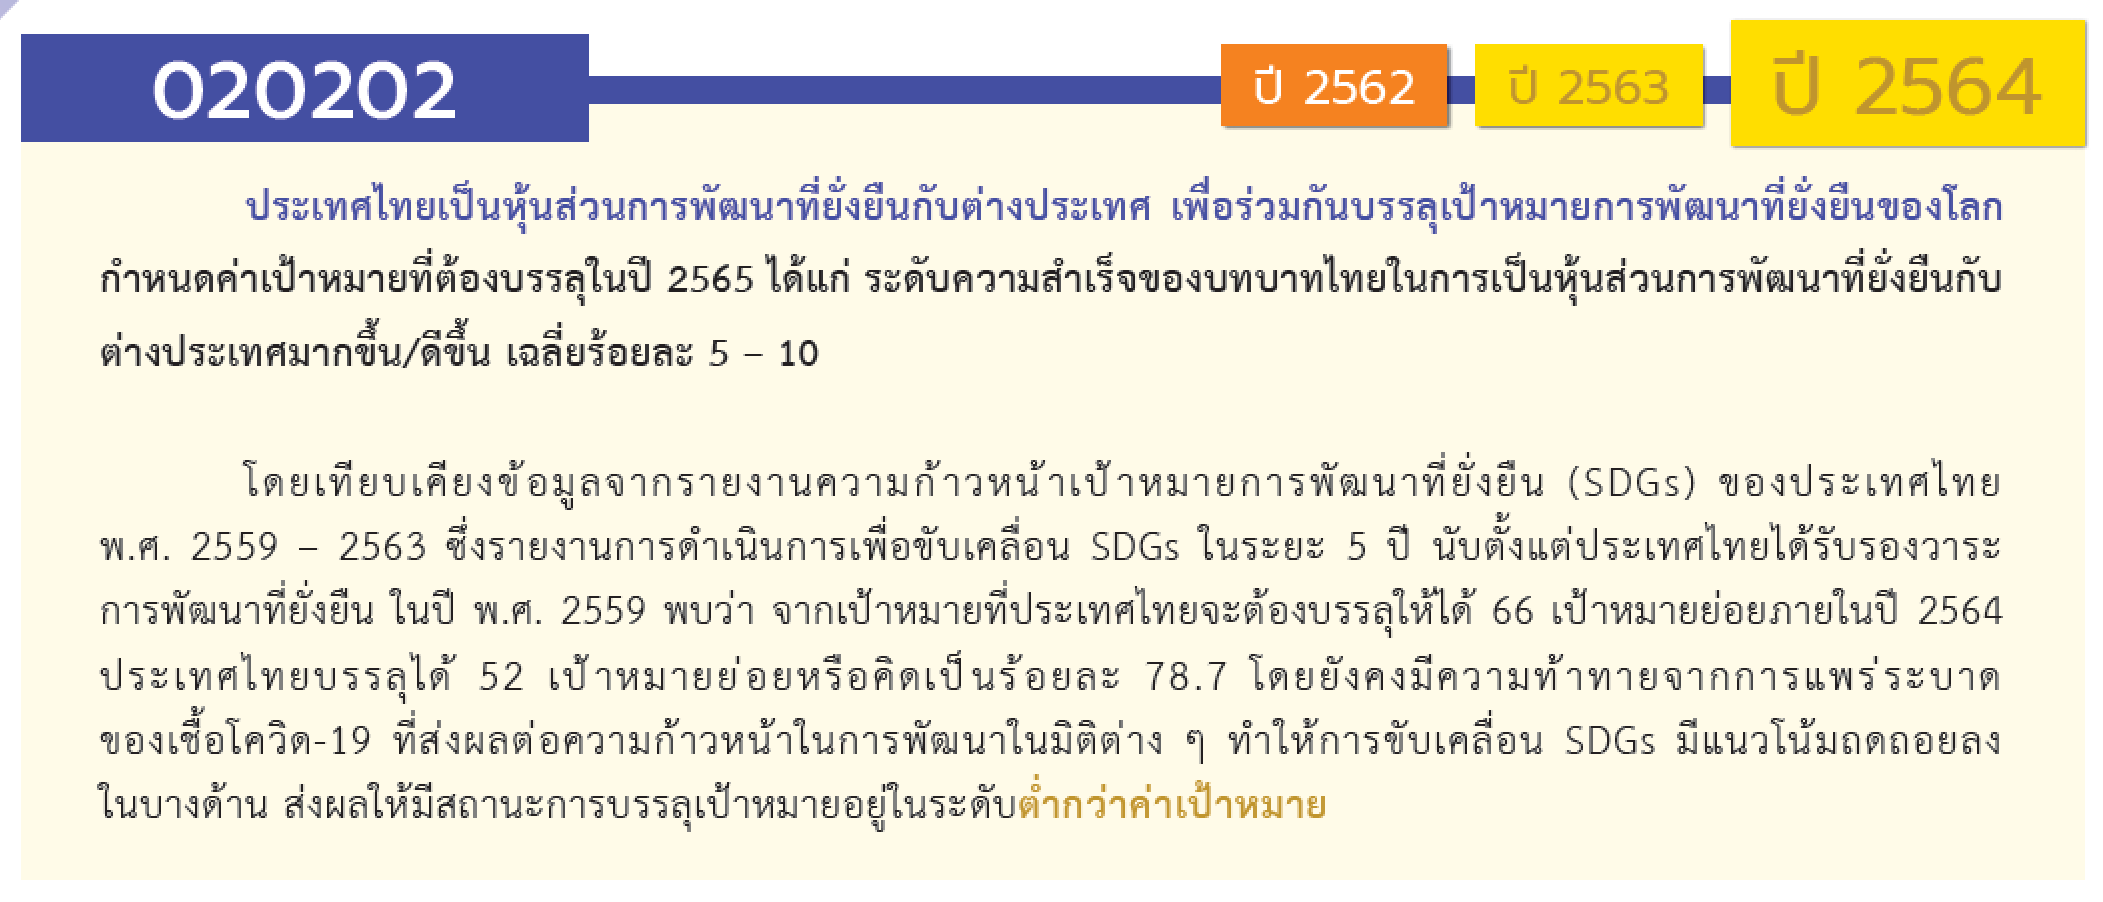 020202
ปี 2562
ปี 2563
ปี 2564
ประเทศไทยเป็นหุ้นส่วนการพัฒนาที่ยั่งยืนกับต่างประเทศ เพื่อร่วมกันบรรลุเป้าหมายการพัฒนาที่ยั่งยืนของโลก
กำหนดค่าเป้าหมายที่ต้องบรรลุในปี 2565 ได้แก่ ระดับความสำเร็จของบทบาทไทยในการเป็นหุ้นส่วนการพัฒนาที่ยั่งยืนกับ
ต่างประเทศมากขึ้น/ดีขึ้น เฉลี่ยร้อยละ 5 – 10
โดยเทียบเคียงข้อมูลจากรายงานความก้าวหน้าเป้าหมายการพัฒนาที่ยั่งยืน (SDGs) ของประเทศไทย
พ.ศ. 2559 – 2563 ซึ่งรายงานการดำเนินการเพื่อขับเคลื่อน SDGs ในระยะ 5 ปี นับตั้งแต่ประเทศไทยได้รับรองวาระ
การพัฒนาที่ยั่งยืน ในปี พ.ศ. 2559 พบว่า จากเป้าหมายที่ประเทศไทยจะต้องบรรลุให้ได้ 66 เป้าหมายย่อยภายในปี 2564
ประเทศไทยบรรลุได้ 52 เป้าหมายย่อยหรือคิดเป็นร้อยละ 78.7 โดยยังคงมีความท้าทายจากการแพร่ระบาด
ของเชื้อโควิด-19 ที่ส่งผลต่อความก้าวหน้าในการพัฒนาในมิติต่าง ๆ ทำให้การขับเคลื่อน SDGs มีแนวโน้มถดถอยลง
ในบางด้าน ส่งผลให้มีสถานะการบรรลุเป้าหมายอยู่ในระดับต่ำกว่าค่าเป้าหมาย